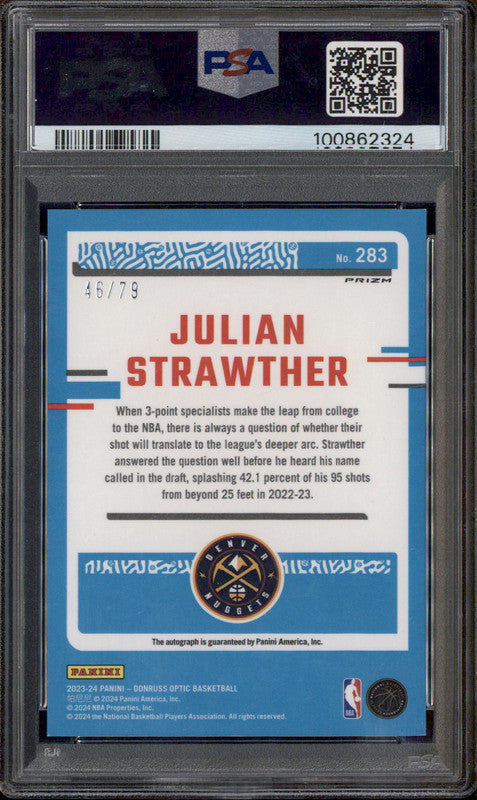 PSA
100862324
No. 283
PRIZM
46/79
JULIAN
STRAWTHER
When 3-point specialists make the leap from college
to the NBA, there is always a question of whether their
shot will translate to the league's deeper arc. Strawther
answered the question well before he heard his name
called in the draft, splashing 42.1 percent of his 95 shots
from beyond 25 feet in 2022-23.
DENVER
NUGGETS
The autograph is guaranteed by Panini America, Inc.
PANINI
2023-24 PANINI – DONRUSS OPTIC BASKETBALL
帕尼尼 © 2024 Panini America, Inc.
© 2024 NBA Properties, Inc.
© 2024 the National Basketball Players Association. All rights reserved.
NBA
PSA